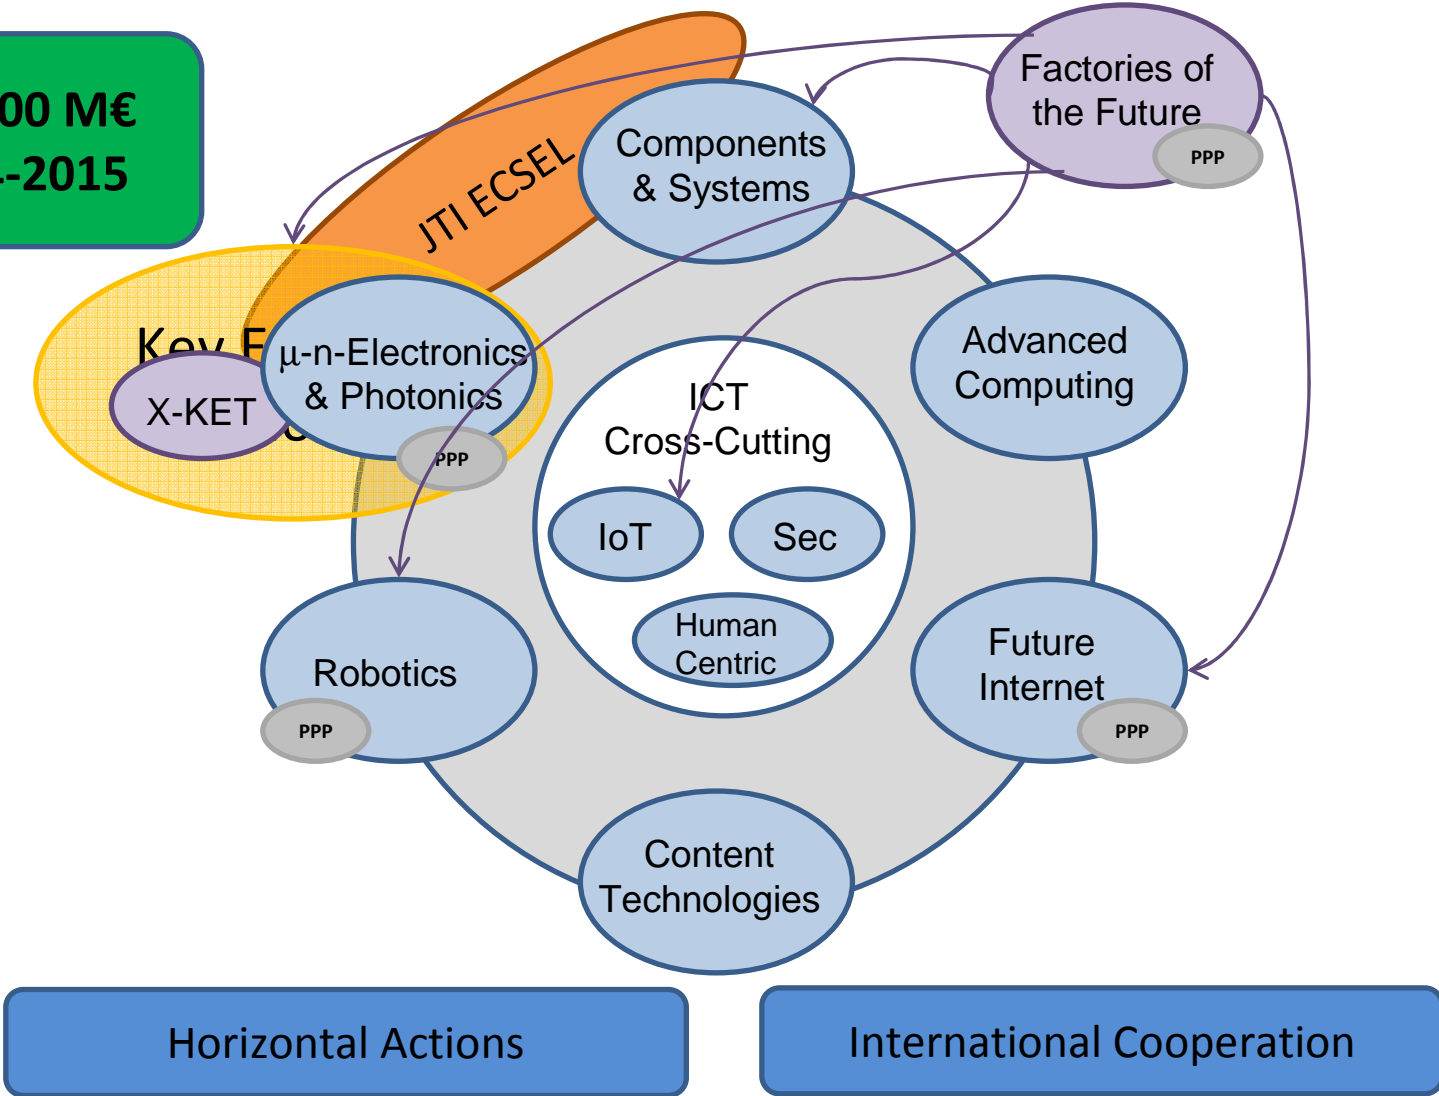 00 M€
-2015
Factories of
the Future
PPP
Components
& Systems
JTI ECSEL
Key
μ-n-Electronics
& Photonics
X-KET
PPP
Advanced
Computing
ICT
Cross-Cutting
IoT
Sec
Human
Centric
Robotics
PPP
Future
Internet
PPP
Content
Technologies
Horizontal Actions
International Cooperation